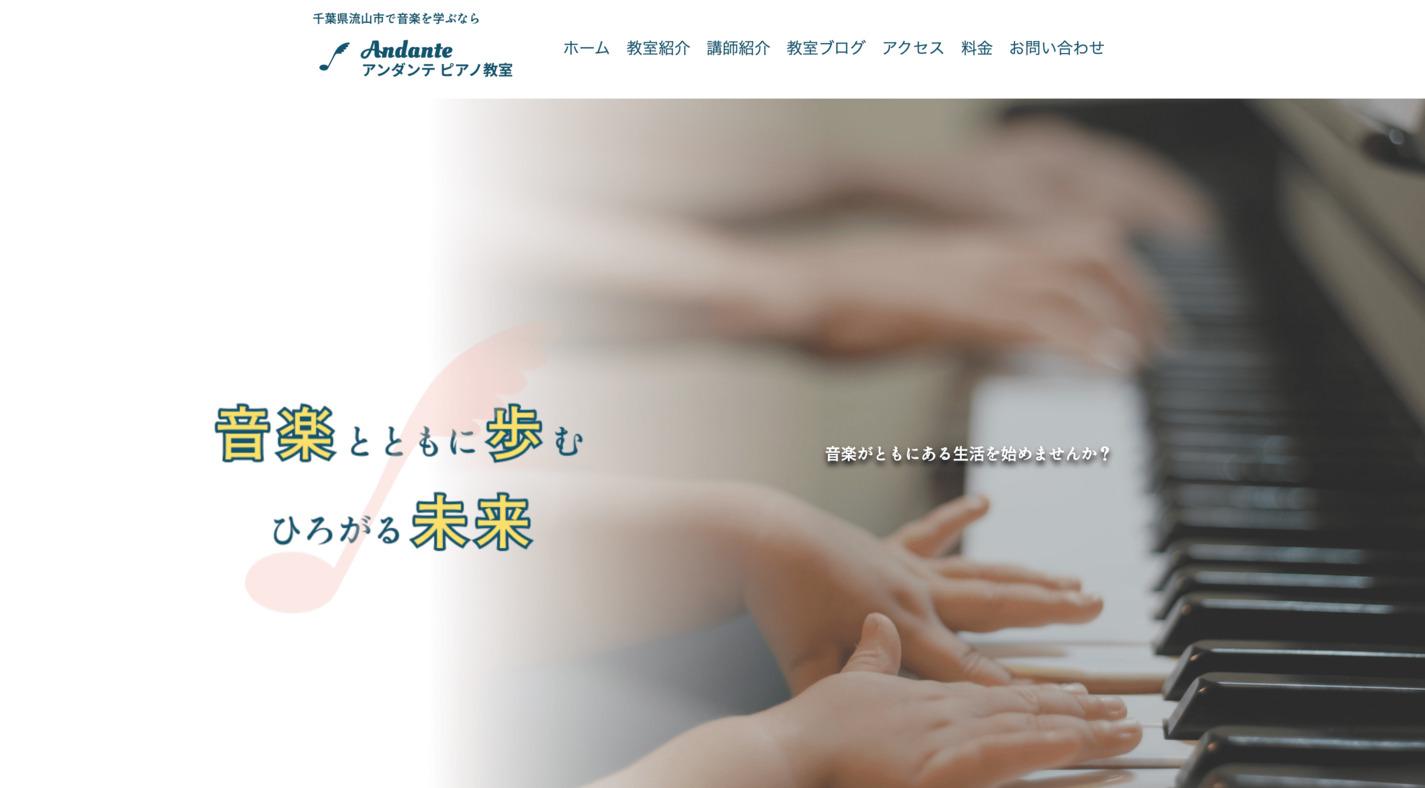 千葉県流山市で音楽を学ぶなら
Andante
アンダンテ ピアノ教室
ホーム 教室紹介 講師紹介 教室ブログ アクセス 料金 お問い合わせ
音楽とともに歩む
ひろがる未来
音楽がともにある生活を始めませんか?